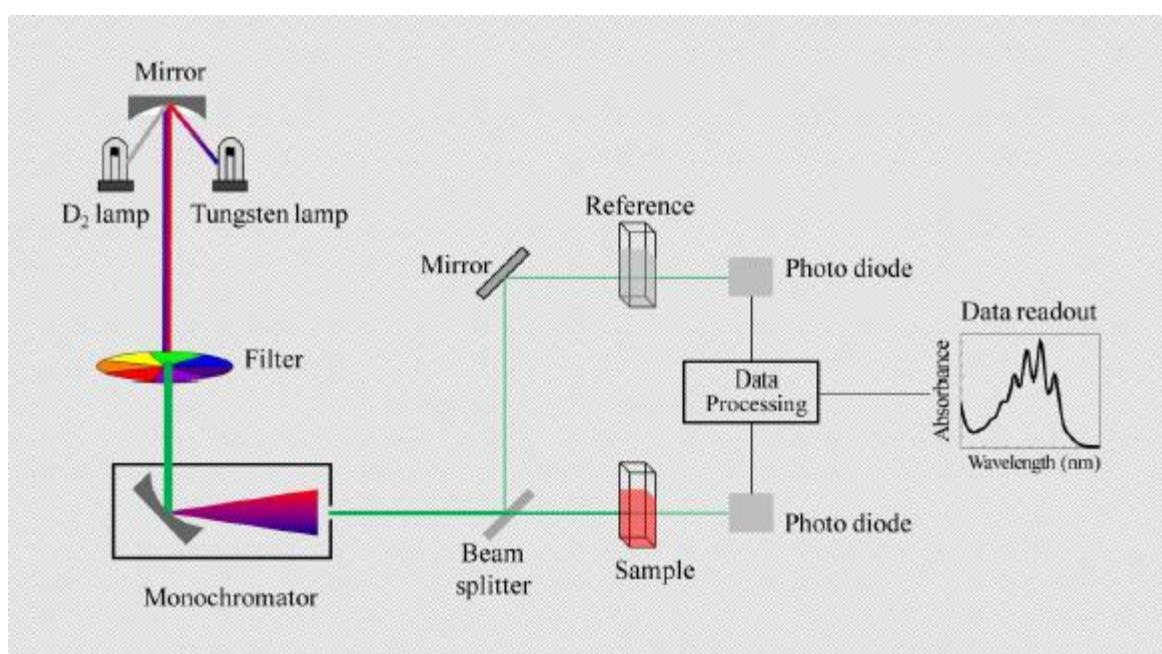 Mirror
D₂ lamp
Tungsten lamp
Reference
Mirror
Photo diode
Data readout
Filter
Data
Processing
Absorbance
Wavelength (nm)
Beam
splitter
Sample
Photo diode
Monochromator